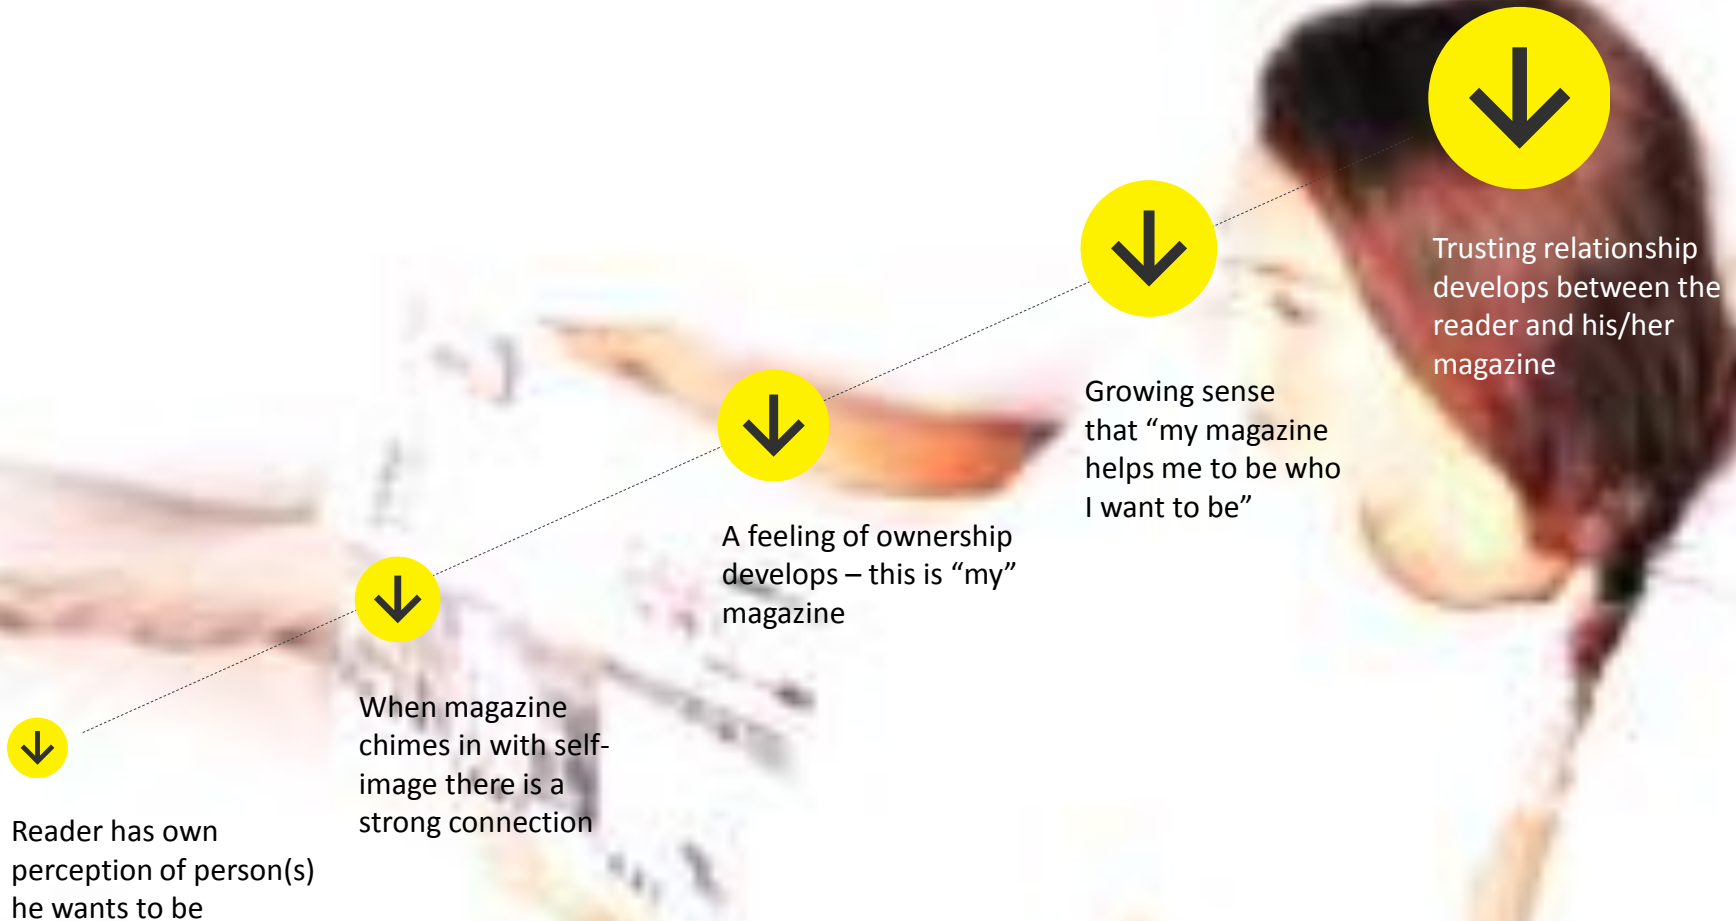 Reader has own
perception of person(s)
he wants to be
When magazine
chimes in with self-
image there is a
strong connection
A feeling of ownership
develops – this is “my”
magazine
Growing sense
that “my magazine
helps me to be who
I want to be”
Trusting relationship
develops between the
reader and his/her
magazine